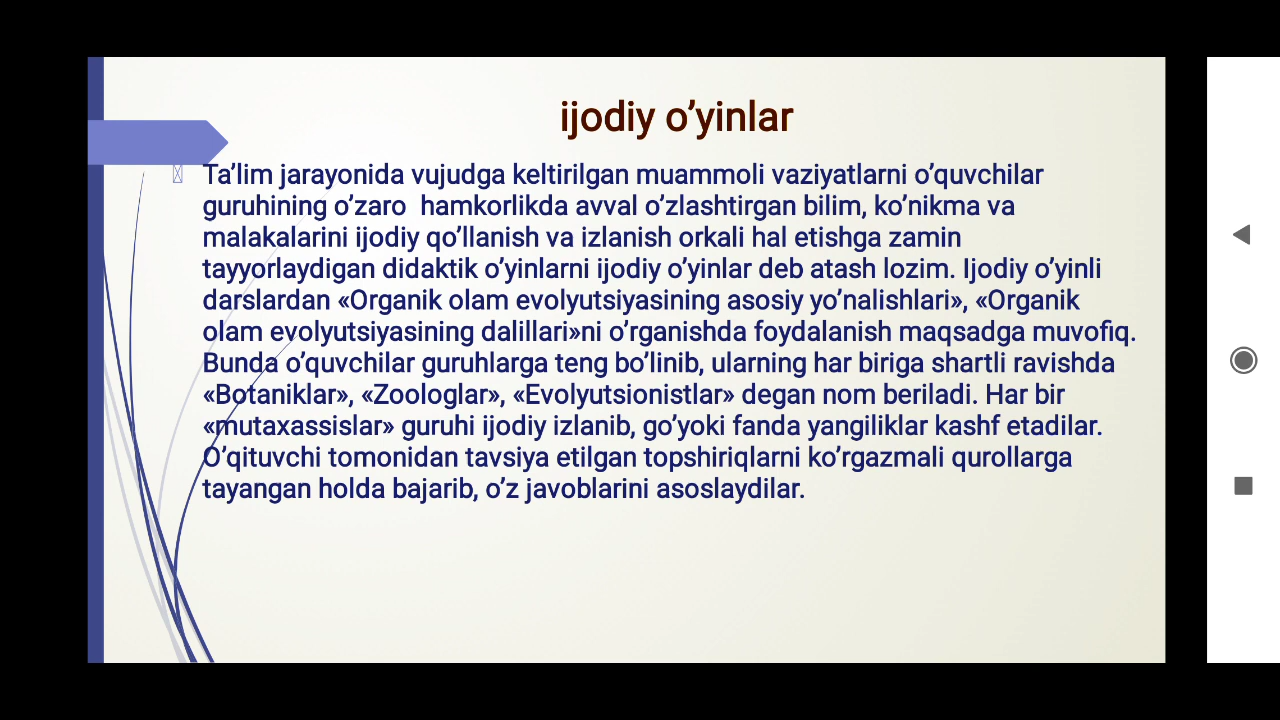 ijodiy o’yinlar
Ta’lim jarayonida vujudga keltirilgan muammoli vaziyatlarni o’quvchilar
guruhining o’zaro  hamkorlikda avval o’zlashtirgan bilim, ko’nikma va
malakalarini ijodiy qo’llanish va izlanish orkali hal etishga zamin
tayyorlaydigan didaktik o’yinlarni ijodiy o’yinlar deb atash lozim. Ijodiy o’yinli
darslardan «Organik olam evolyutsiyasining asosiy yo’nalishlari», «Organik
olam evolyutsiyasining dalillari»ni o’rganishda foydalanish maqsadga muvofiq.
Bunda o’quvchilar guruhlarga teng bo’linib, ularning har biriga shartli ravishda
«Botaniklar», «Zoologlar», «Evolyutsionistlar» degan nom beriladi. Har bir
«mutaxassislar» guruhi ijodiy izlanib, go’yoki fanda yangiliklar kashf etadilar.
O’qituvchi tomonidan tavsiya etilgan topshiriqlarni ko’rgazmali qurollarga
tayangan holda bajarib, o’z javoblarini asoslaydilar.